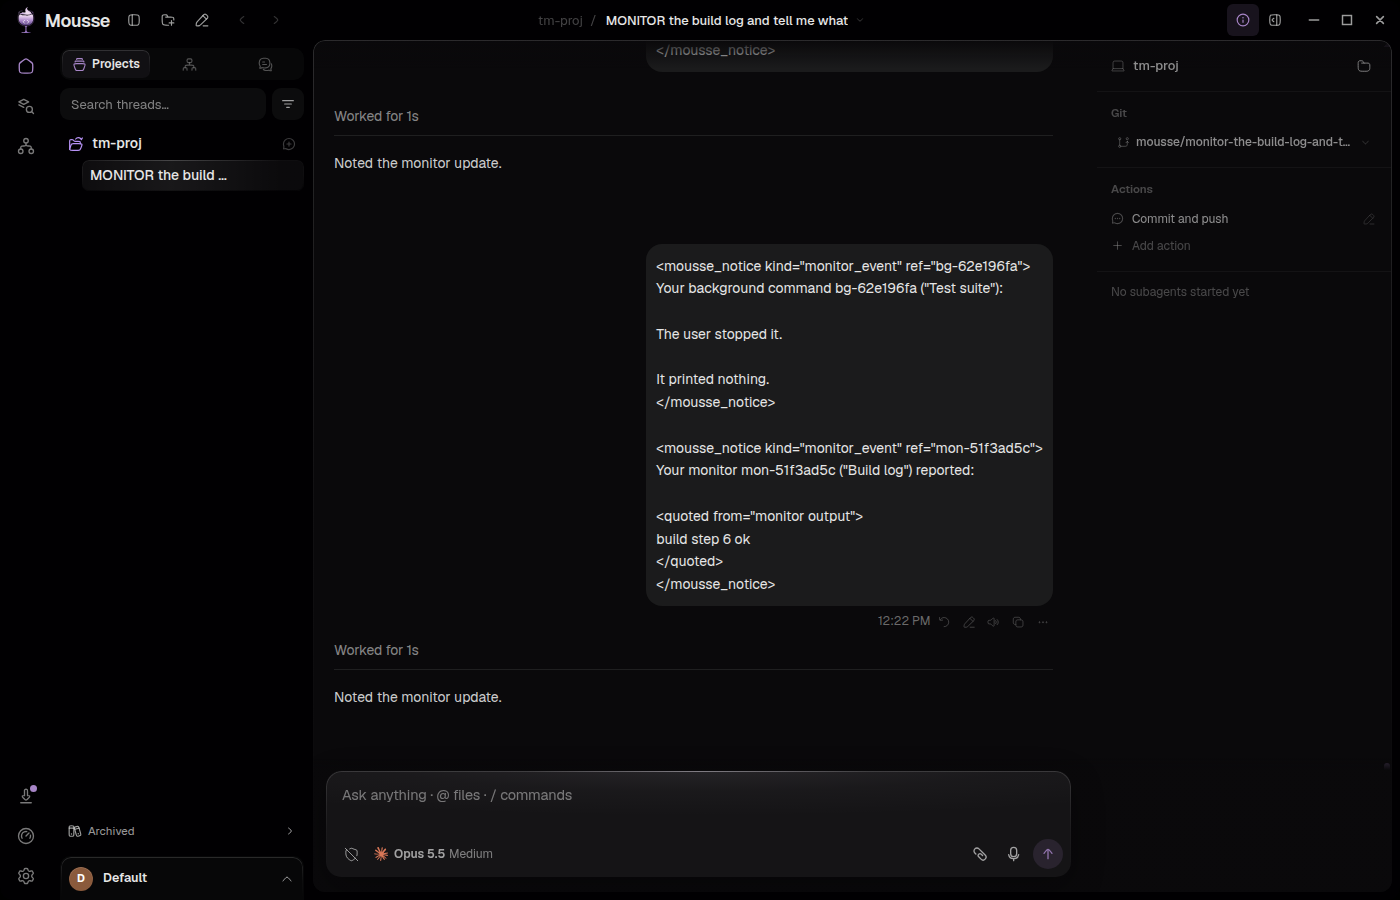 Mousse
tm-proj / MONITOR the build log and tell me what
Projects
Search threads...
tm-proj
MONITOR the build ...
Archived
D
Default
</mousse_notice>
Worked for 1s
Noted the monitor update.
<mousse_notice kind="monitor_event" ref="bg-62e196fa">
Your background command bg-62e196fa ("Test suite"):
The user stopped it.
It printed nothing.
</mousse_notice>
<mousse_notice kind="monitor_event" ref="mon-51f3ad5c">
Your monitor mon-51f3ad5c ("Build log") reported:
<quoted from="monitor output">
build step 6 ok
</quoted>
</mousse_notice>
12:22 PM
Worked for 1s
Noted the monitor update.
Ask anything · @ files · / commands
Opus 5.5 Medium
tm-proj
Git
mousse/monitor-the-build-log-and-t...
Actions
Commit and push
Add action
No subagents started yet